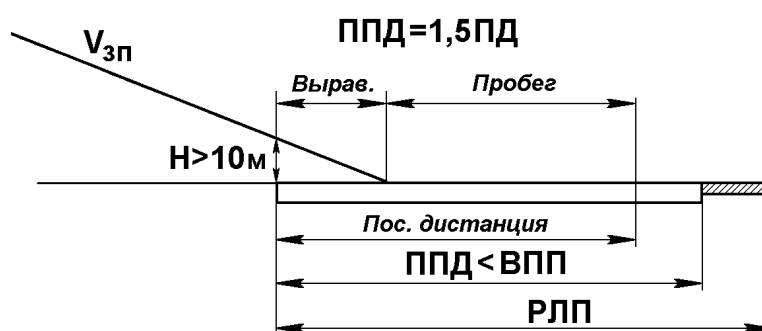 ППД=1,5ПД
Vзп
Вырав.
Пробег
Н>10м
Пос. дистанция
ППД<ВПП
РЛП